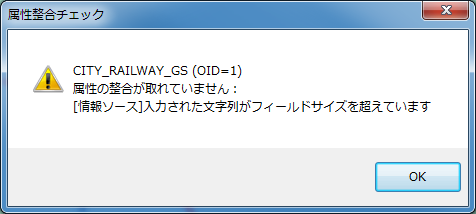 属性整合チェック
CITY_RAILWAY_GS (OID=1)
属性の整合が取れていません：
[情報ソース]入力された文字列がフィールドサイズを超えています
OK